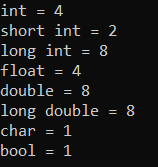 int = 4
short int = 2
long int = 8
float = 4
double = 8
long double = 8
char = 1
bool = 1